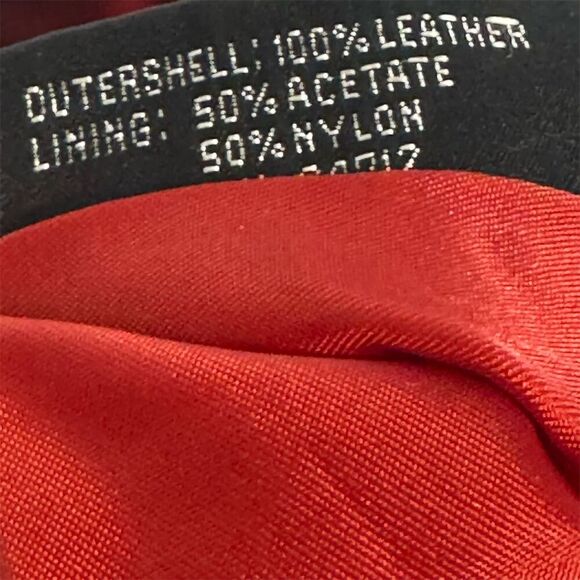 OUTERSHELL; 100% LEATHER
LINING: 50% ACETATE
50% NYLON